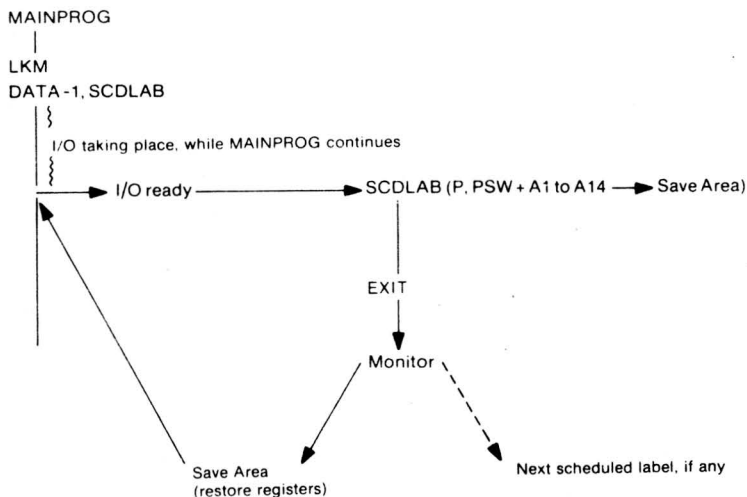 MAINPROG
LKM
DATA -1, SCDLAB
I/O taking place, while MAINPROG continues
I/O ready
SCDLAB (P, PSW + A1 to A14
Save Area)
EXIT
Monitor
Save Area
(restore registers)
Next scheduled label, if any